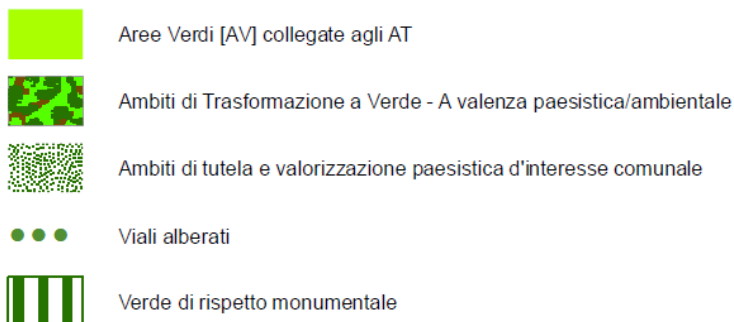 Aree Verdi [AV] collegate agli AT
Ambiti di Trasformazione a Verde - A valenza paesistica/ambientale
Ambiti di tutela e valorizzazione paesistica d'interesse comunale
Viali alberati
Verde di rispetto monumentale